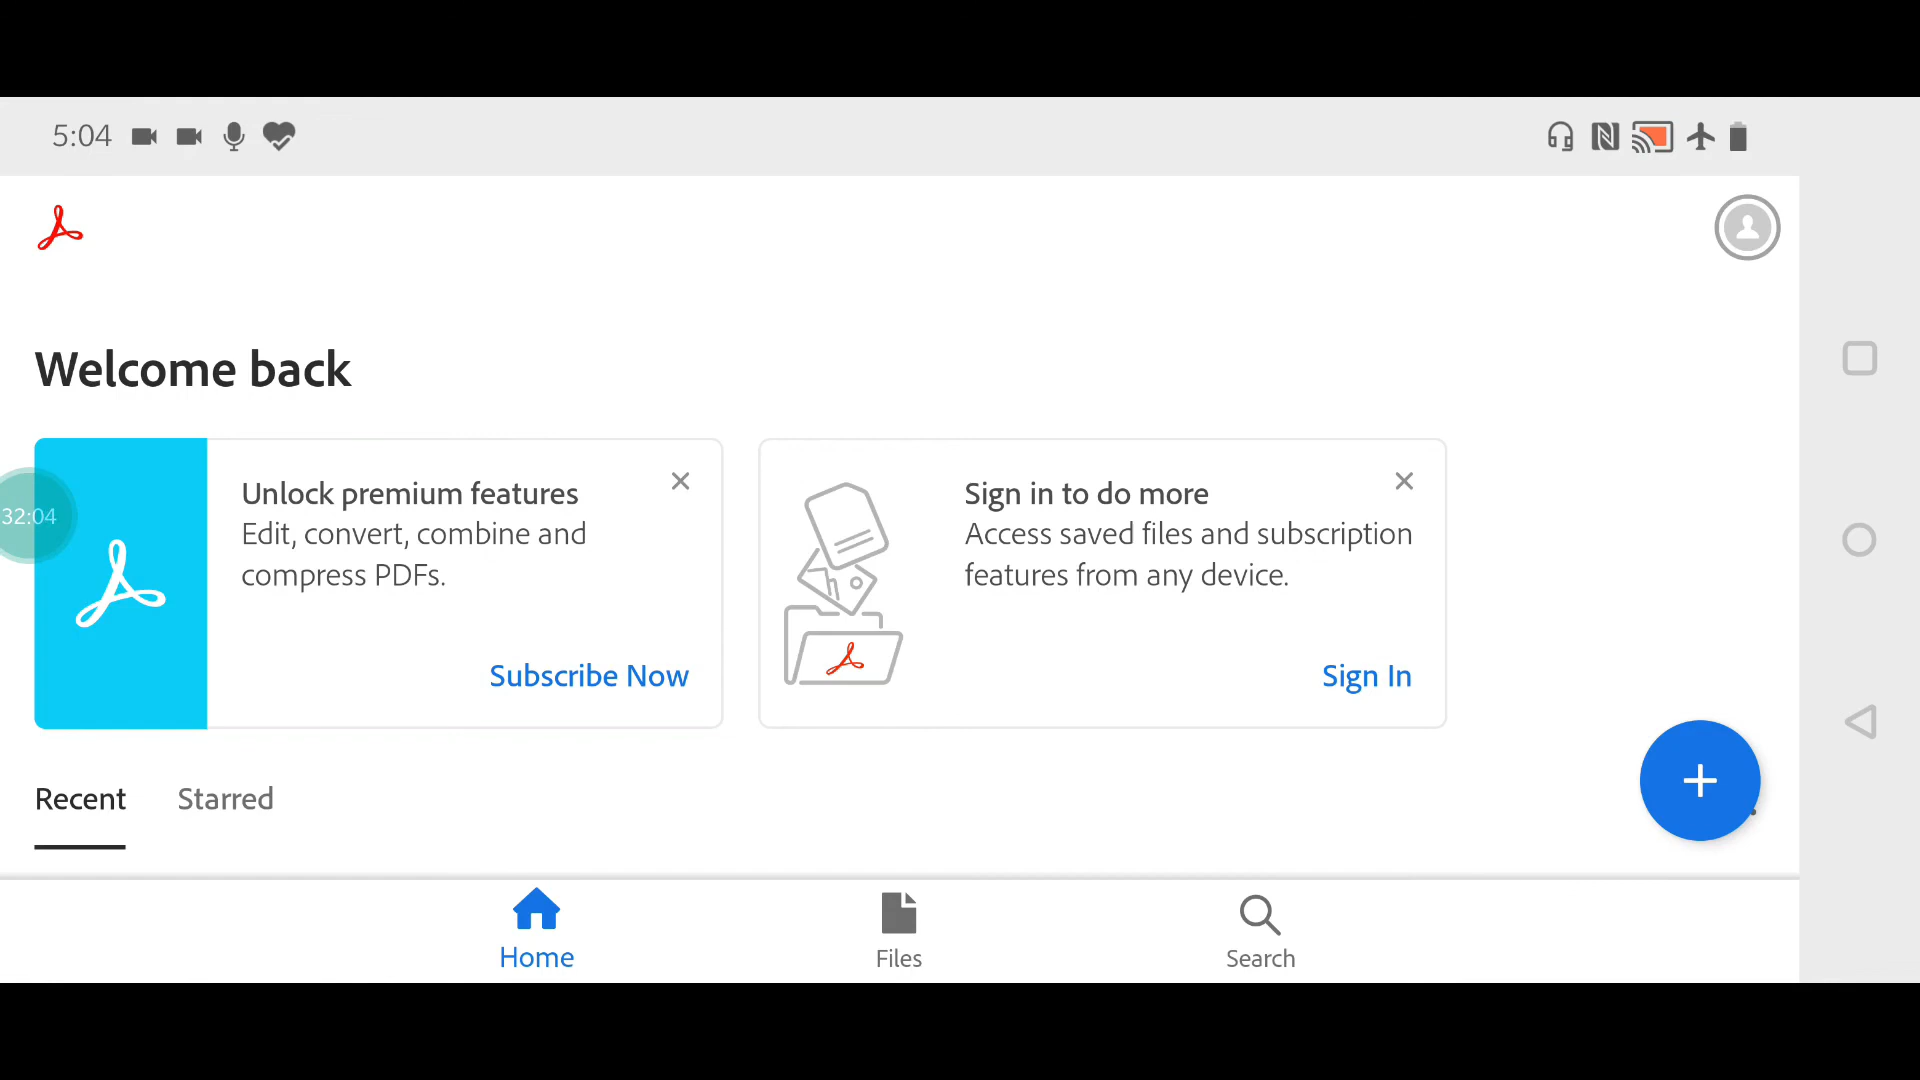 5:04
Welcome back
Unlock premium features
Edit, convert, combine and
compress PDFs.
Subscribe Now
Sign in to do more
Access saved files and subscription
features from any device.
Sign In
32:04
Recent
Starred
Home
Files
Search